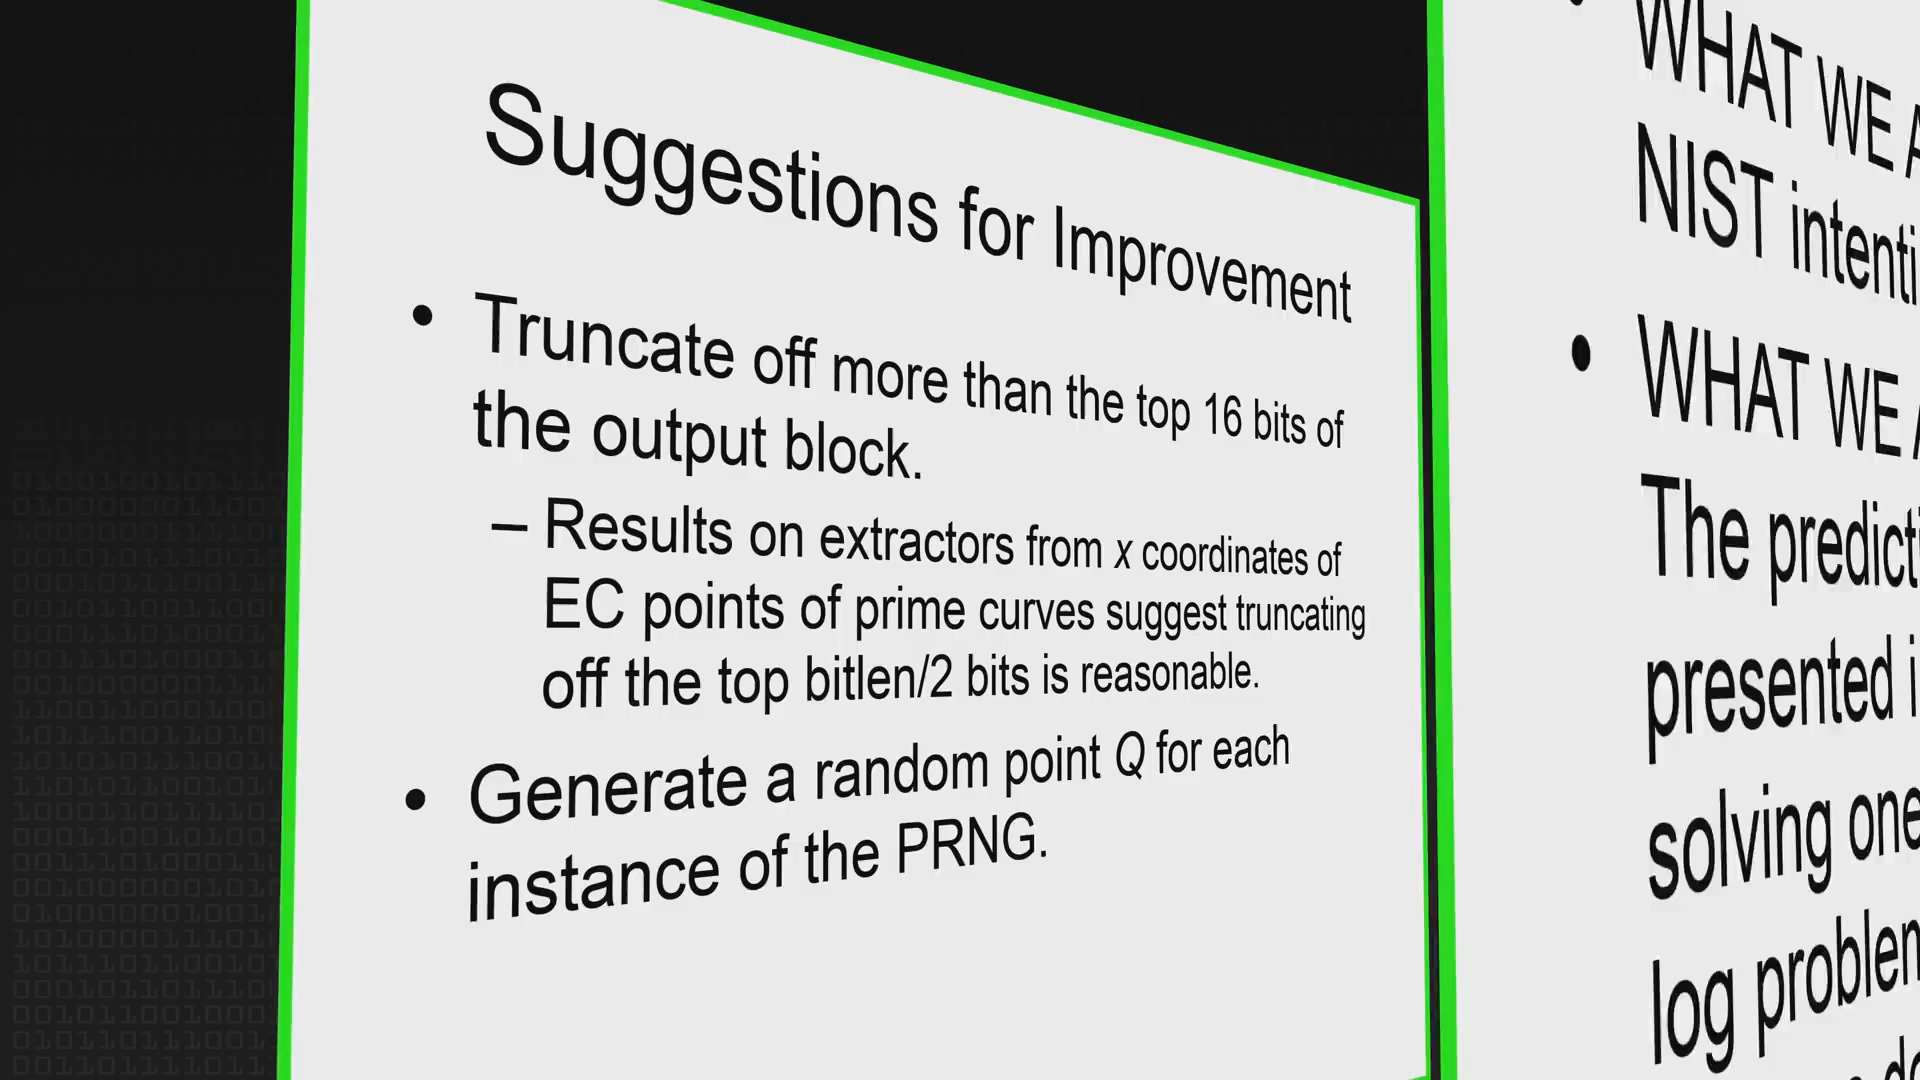 Suggestions for Improvement
• Truncate off more than the top 16 bits of
the output block.
– Results on extractors from x coordinates of
EC points of prime curves suggest truncating
off the top bitlen/2 bits is reasonable.
• Generate a random point Q for each
instance of the PRNG.
WHAT WE
NIST
• WHAT WE
The
presented
solving
log